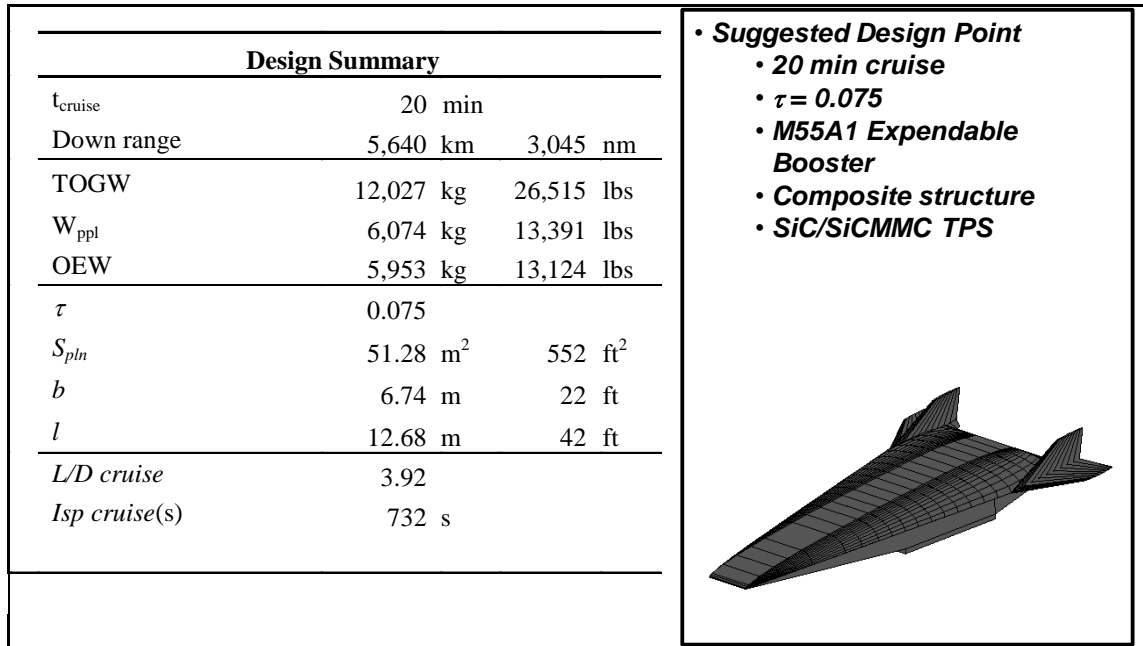 Design Summary
t_cruise 20 min
Down range 5,640 km 3,045 nm
TOGW 12,027 kg 26,515 lbs
W_ppl 6,074 kg 13,391 lbs
OEW 5,953 kg 13,124 lbs
τ 0.075
S_pln 51.28 m² 552 ft²
b 6.74 m 22 ft
l 12.68 m 42 ft
L/D cruise 3.92
Isp cruise(s) 732 s
• Suggested Design Point
• 20 min cruise
• τ = 0.075
• M55A1 Expendable
Booster
• Composite structure
• SiC/SiCMMC TPS